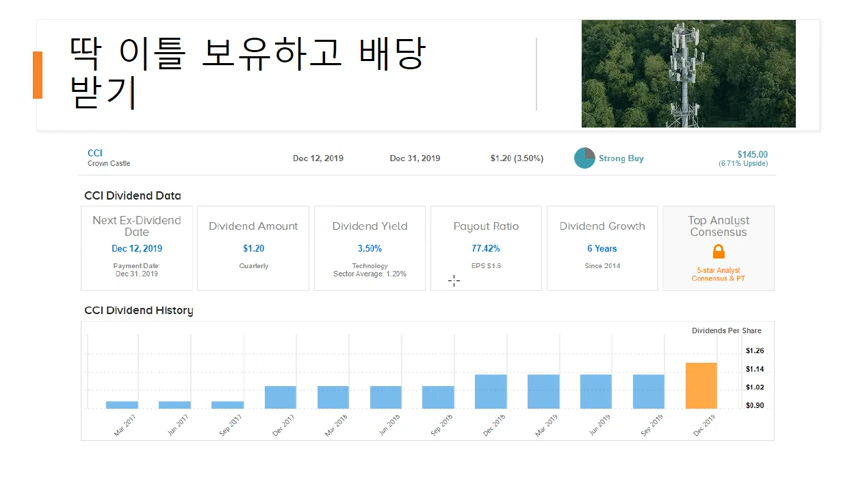 딱 이틀 보유하고 배당
받기
CCI
Crown Castle
Dec 12, 2019
Dec 31, 2019
$1.20 (3.50%)
Strong Buy
$145.00
(6.71% Upside)
CCI Dividend Data
Next Ex-Dividend
Date
Dec 12, 2019
Payment Date:
Dec 31, 2019
Dividend Amount
$1.20
Quarterly
Dividend Yield
3.50%
Technology
Sector Average: 1.20%
Payout Ratio
77.42%
EPS $1.6
Dividend Growth
6 Years
Since 2014
Top Analyst
Consensus
5-star Analyst
Consensus & PT
CCI Dividend History
Dividends Per Share
$1.26
$1.14
$1.02
$0.90
Mar 2017
Jun 2017
Sep 2017
Dec 2017
Mar 2018
Jun 2018
Sep 2018
Dec 2018
Mar 2019
Jun 2019
Sep 2019
Dec 2019